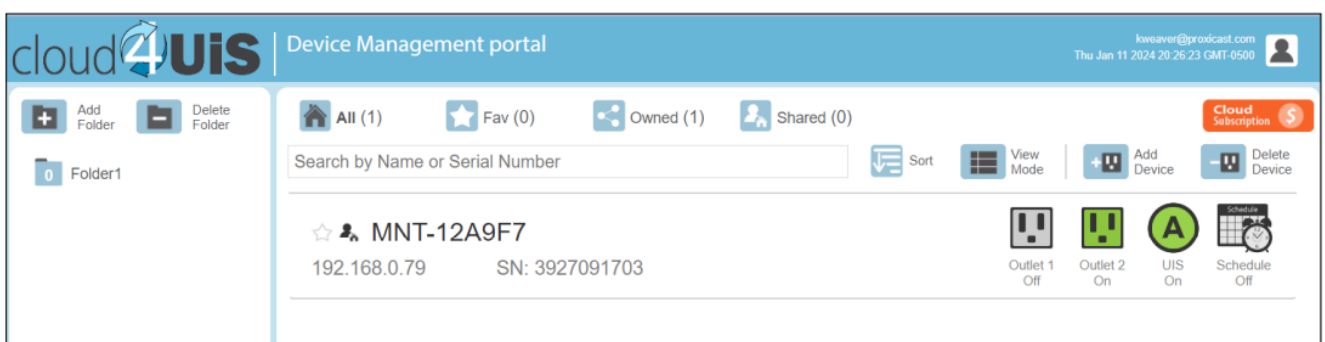 cloud4UiS
Device Management portal
kweaver@proxicast.com
Thu Jan 11 2024 20:26:23 GMT-0500
Add
Folder
Delete
Folder
All (1)
Fav (0)
Owned (1)
Shared (0)
Cloud
Subscription $
0 Folder1
Search by Name or Serial Number
Sort
View
Mode
Add
Device
Delete
Device
MNT-12A9F7
192.168.0.79
SN: 3927091703
Outlet 1
Off
Outlet 2
On
A
UIS
On
Schedule
Schedule
Off